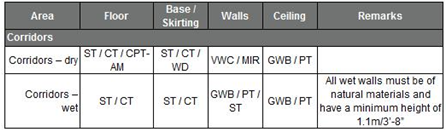 Area Floor Base / Skirting Walls Ceiling Remarks
Corridors
Corridors – dry ST / CT / CPT-AM ST / CT / WD VWC / MIR GWB / PT
Corridors – wet ST / CT ST / CT GWB / PT / ST GWB / PT All wet walls must be of natural materials and have a minimum height of 1.1m/3'-8"